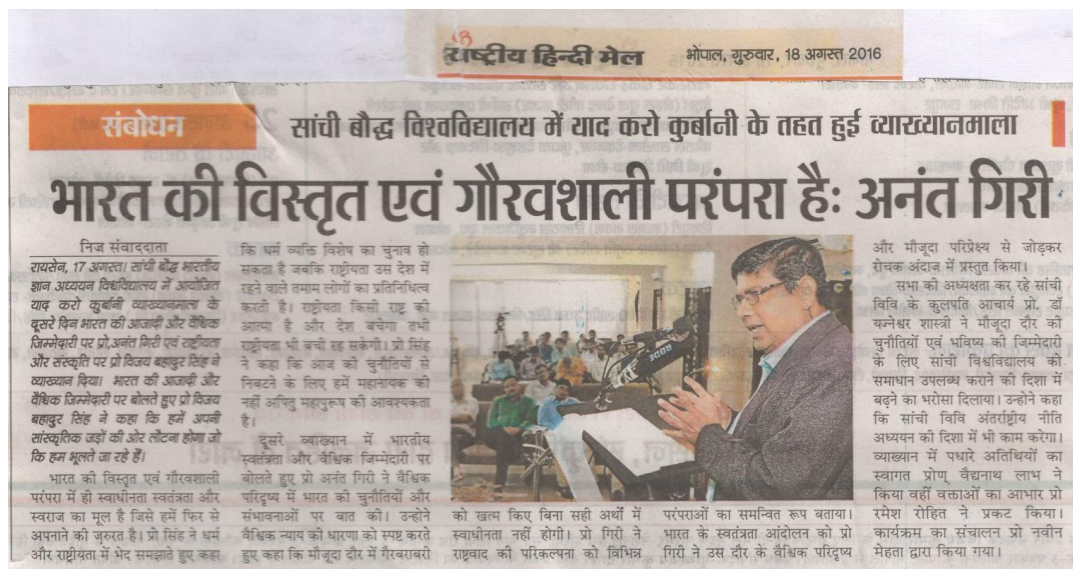 राष्ट्रीय हिन्दी मेल
भोपाल, गुरुवार, 18 अगस्त 2016
संबोधन
सांची बौद्ध विश्वविद्यालय में याद करो कुर्बानी के तहत हुई व्याख्यानमाला
भारत की विस्तृत एवं गौरवशाली परंपरा हैः अनंत गिरी
निज संवाददाता
रायसेन, 17 अगस्त। सांची बौद्ध भारतीय
ज्ञान अध्ययन विश्वविद्यालय में आयोजित
याद करो कुर्बानी व्याख्यानमाला के
दूसरे दिन भारत की आजादी और वैश्विक
जिम्मेदारी पर प्रो.अनंत गिरी एवं राष्ट्रीयता
और संस्कृति पर प्रो विजय बहादुर सिंह ने
व्याख्यान दिया। भारत की आजादी और
वैश्विक जिम्मेदारी पर बोलते हुए प्रो विजय
बहादुर सिंह ने कहा कि हमें अपनी
सांस्कृतिक जड़ों की ओर लौटना होगा जो
कि हम भूलते जा रहे हैं।
भारत की विस्तृत एवं गौरवशाली
परंपरा में ही स्वाधीनता स्वतंत्रता और
स्वराज का मूल है जिसे हमें फिर से
अपनाने की जुरुरत है। प्रो सिंह ने धर्म
और राष्ट्रीयता में भेद समझाते हुए कहा
कि धर्म व्यक्ति विशेष का चुनाव हो
सकता है जबकि राष्ट्रीयता उस देश में
रहने वाले तमाम लोगों का प्रतिनिधित्व
करती है। राष्ट्रीयता किसी राष्ट्र की
आत्मा है और देश बचेगा तभी
राष्ट्रीयता भी बची रह सकेगी। प्रो सिंह
ने कहा कि आज की चुनौतियों से
निबटने के लिए हमें महानायक की
नहीं अपितु महापुरूष की आवश्यकता
है।
दूसरे व्याख्यान में भारतीय
स्वतंत्रता और वैश्विक जिम्मेदारी पर
बोलते हुए प्रो अनंत गिरी ने वैश्विक
परिदृष्य में भारत की चुनौतियों और
संभावनाओं पर बात की। उन्होने
वैश्विक न्याय की धारणा को स्पष्ट करते
हुए कहा कि मौजूदा दौर में गैरबराबरी
को खत्म किए बिना सही अर्थों में
स्वाधीनता नहीं होगी। प्रो गिरी ने
राष्ट्रवाद की परिकल्पना को विभिन्न
परंपराओं का समन्वित रूप बताया।
भारत के स्वतंत्रता आंदोलन को प्रो
गिरी ने उस दौर के वैश्विक परिदृष्य
और मौजूदा परिप्रेक्ष्य से जोड़कर
रोचक अंदाज में प्रस्तुत किया।
सभा की अध्यक्षता कर रहे सांची
विवि के कुलपति आचार्य प्रो. डॉ
यज्नेश्वर शास्त्री ने मौजूदा दौर की
चुनौतियों एवं भविष्य की जिम्मेदारी
के लिए सांची विश्वविद्यालय को
समाधान उपलब्ध कराने की दिशा में
बढ़ने का भरोसा दिलाया। उन्होने कहा
कि सांची विवि अंतर्राष्ट्रीय नीति
अध्ययन की दिशा में भी काम करेगा।
व्याख्यान में पधारे अतिथियों का
स्वागत प्रोण् वैद्यनाथ लाभ ने
किया वहीं वक्ताओं का आभार प्रो
रमेश रोहित ने प्रकट किया।
कार्यक्रम का संचालन प्रो नवीन
मेहता द्वारा किया गया।